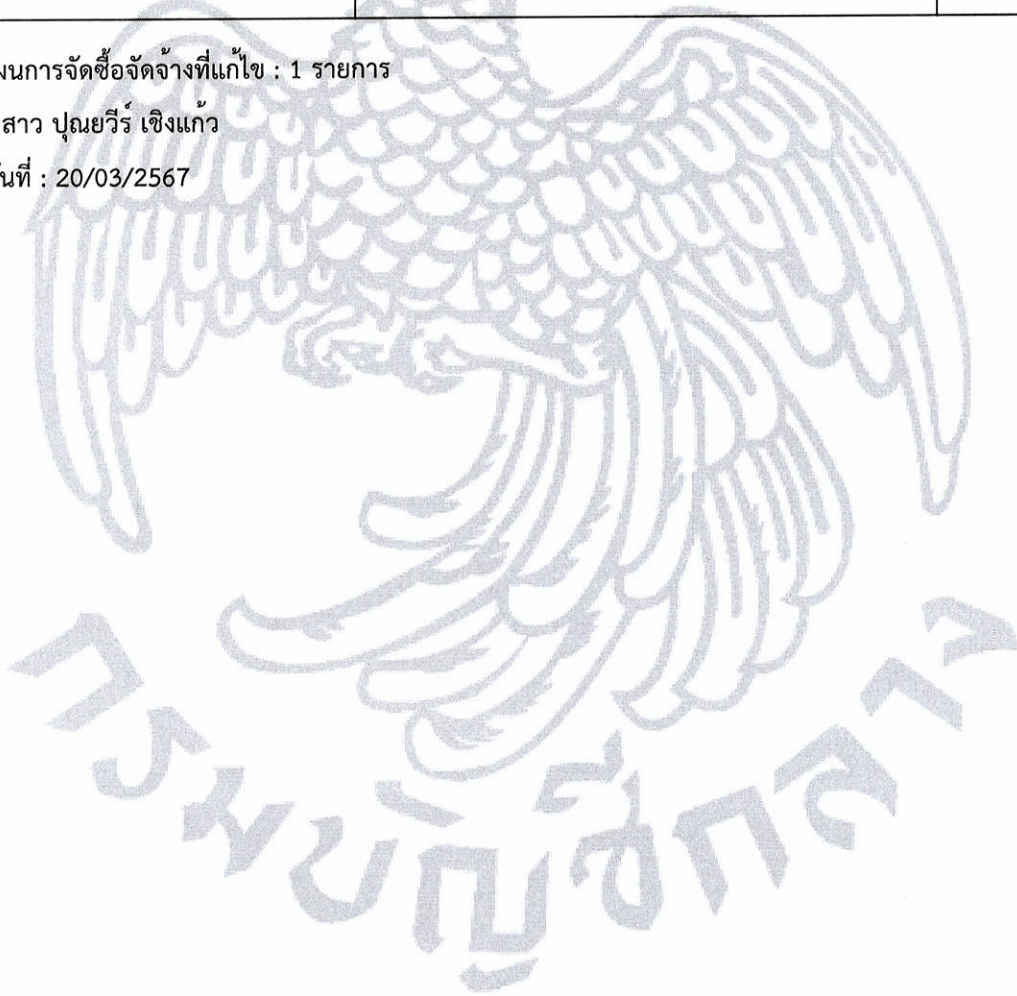 ผนการจัดซื้อจัดจ้างที่แก้ไข : 1 รายการ
สาว ปุณยวีร์ เชิงแก้ว
นที่ : 20/03/2567
กรมบัญชีกลาง